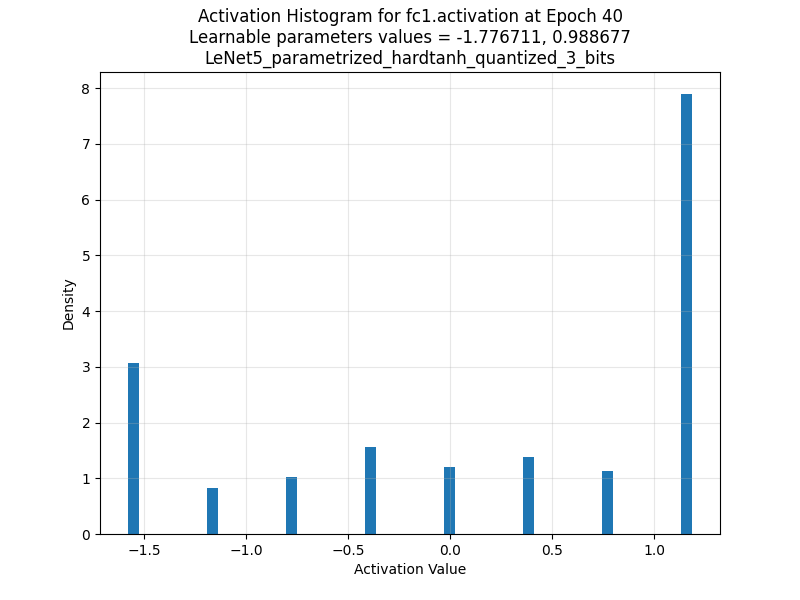 Activation Histogram for fc1.activation at Epoch 40
Learnable parameters values = -1.776711, 0.988677
LeNet5_parametrized_hardtanh_quantized_3_bits
8
7
6
5
4
3
2
1
0
Density
−1.5 −1.0 −0.5 0.0 0.5 1.0
Activation Value